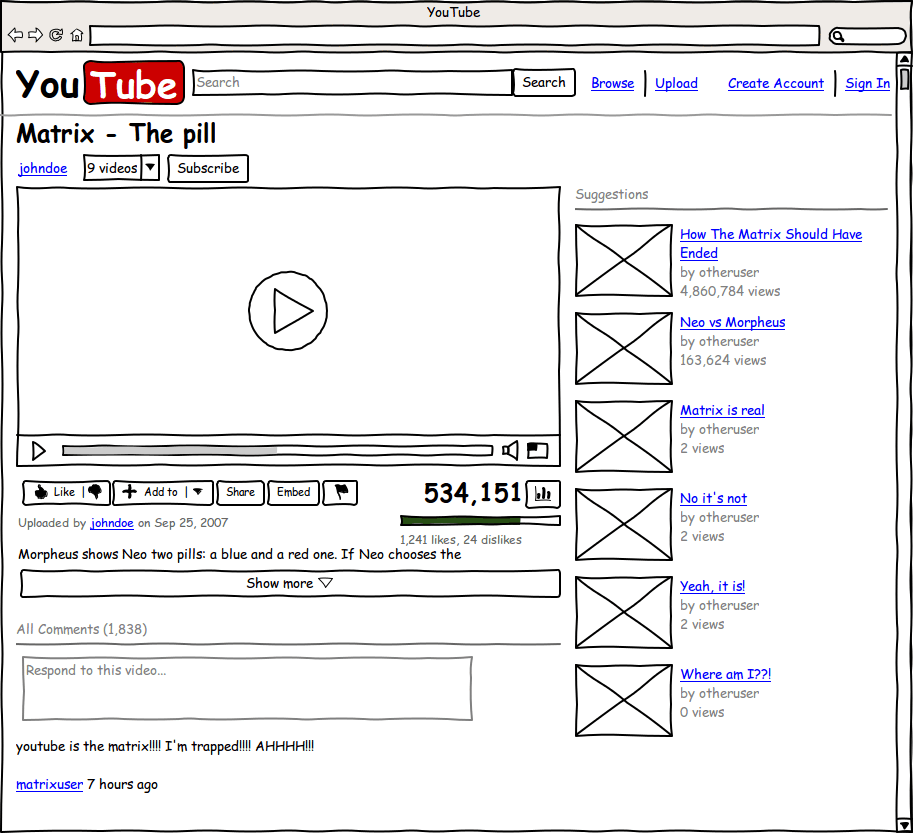 YouTube
You Tube
Search
Search
Browse
Upload
Create Account
Sign In
Matrix - The pill
johndoe
9 videos
Subscribe
Suggestions
How The Matrix Should Have
Ended
by otheruser
4,860,784 views
Neo vs Morpheus
by otheruser
163,624 views
Matrix is real
by otheruser
2 views
No it's not
by otheruser
2 views
Yeah, it is!
by otheruser
2 views
Where am I??!
by otheruser
0 views
Like
Add to
Share
Embed
534,151
Uploaded by johndoe on Sep 25, 2007
1,241 likes, 24 dislikes
Morpheus shows Neo two pills: a blue and a red one. If Neo chooses the
Show more
All Comments (1,838)
Respond to this video...
youtube is the matrix!!!! I'm trapped!!!! AHHHH!!!
matrixuser 7 hours ago